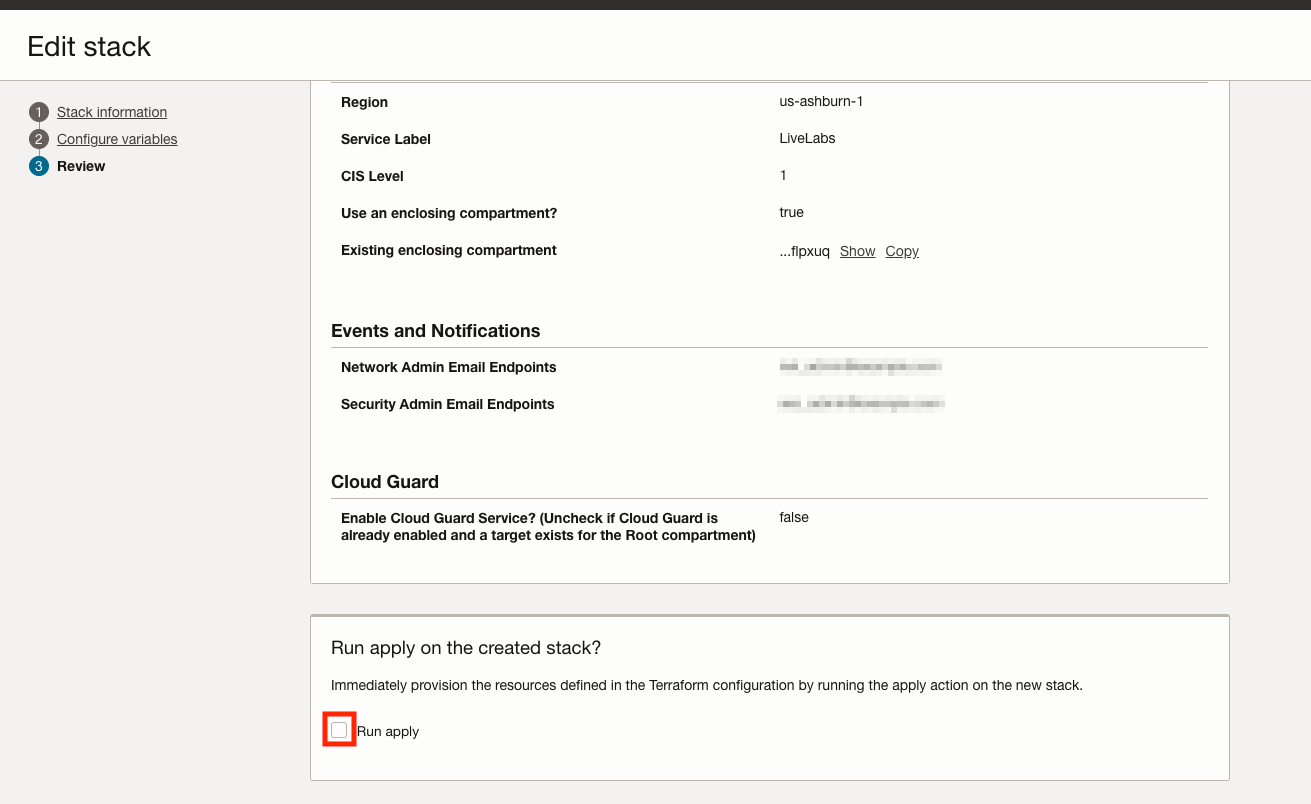 Edit stack
1 Stack information
2 Configure variables
3 Review
Region us-ashburn-1
Service Label LiveLabs
CIS Level 1
Use an enclosing compartment? true
Existing enclosing compartment ...flpxuq Show Copy
Events and Notifications
Network Admin Email Endpoints
Security Admin Email Endpoints
Cloud Guard
Enable Cloud Guard Service? (Uncheck if Cloud Guard is false
already enabled and a target exists for the Root compartment)
Run apply on the created stack?
Immediately provision the resources defined in the Terraform configuration by running the apply action on the new stack.
Run apply